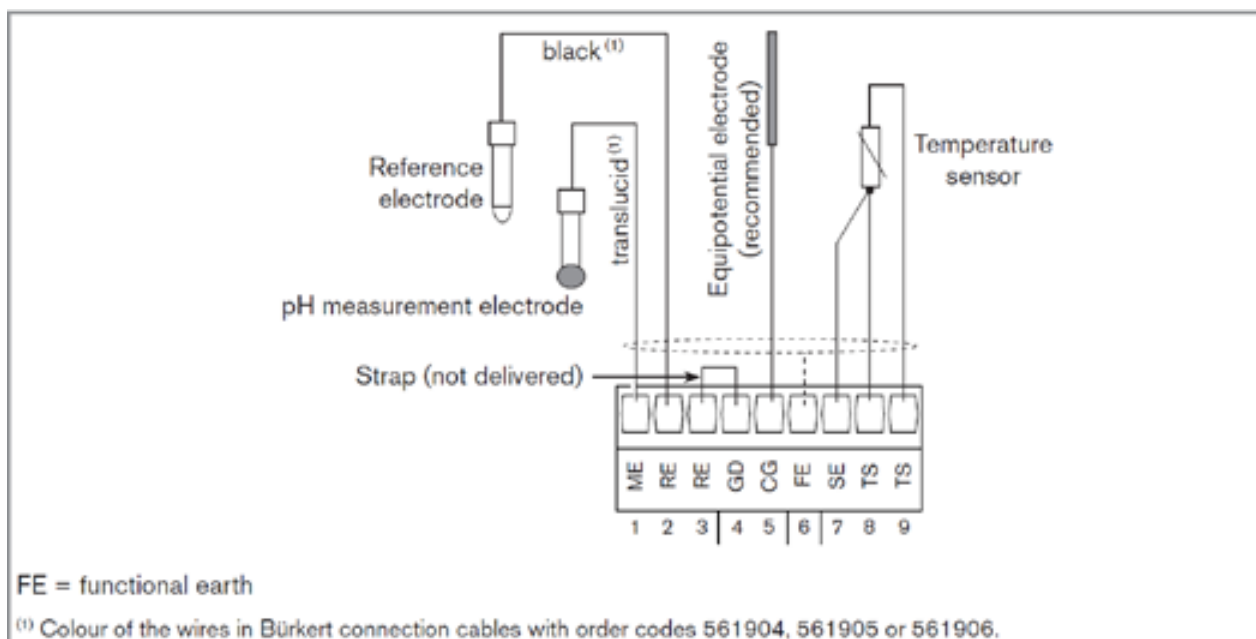 black (1)
Reference
electrode
translucid (1)
pH measurement electrode
Equipotential electrode
(recommended)
Temperature
sensor
Strap (not delivered)
ME RE RE GD CG FE SE TS TS
1 2 3 4 5 6 7 8 9
FE = functional earth
(1) Colour of the wires in Bürkert connection cables with order codes 561904, 561905 or 561906.